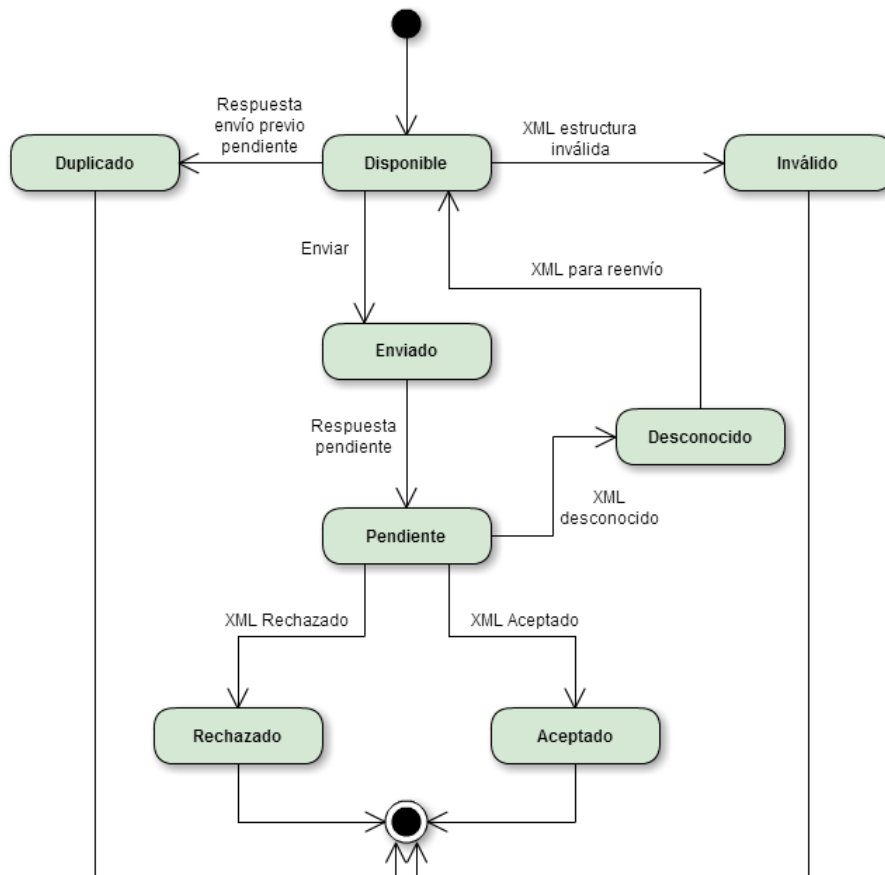 Respuesta
envío previo
pendiente
XML estructura
inválida
Duplicado
Disponible
Inválido
Enviar
XML para reenvío
Enviado
Respuesta
pendiente
Desconocido
XML
desconocido
Pendiente
XML Rechazado
XML Aceptado
Rechazado
Aceptado